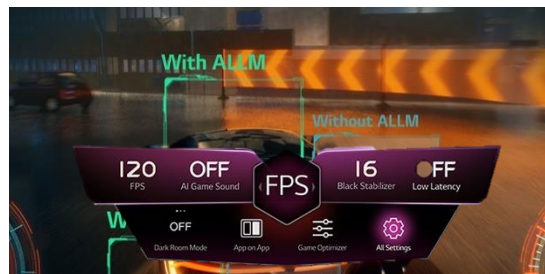 With ALLM
Without ALLM
120
FPS
OFF
AI Game Sound
FPS
16
Black Stabilizer
FF
Low Latency
W
OFF
Dark Room Mode
App on App
Game Optimizer
All Settings